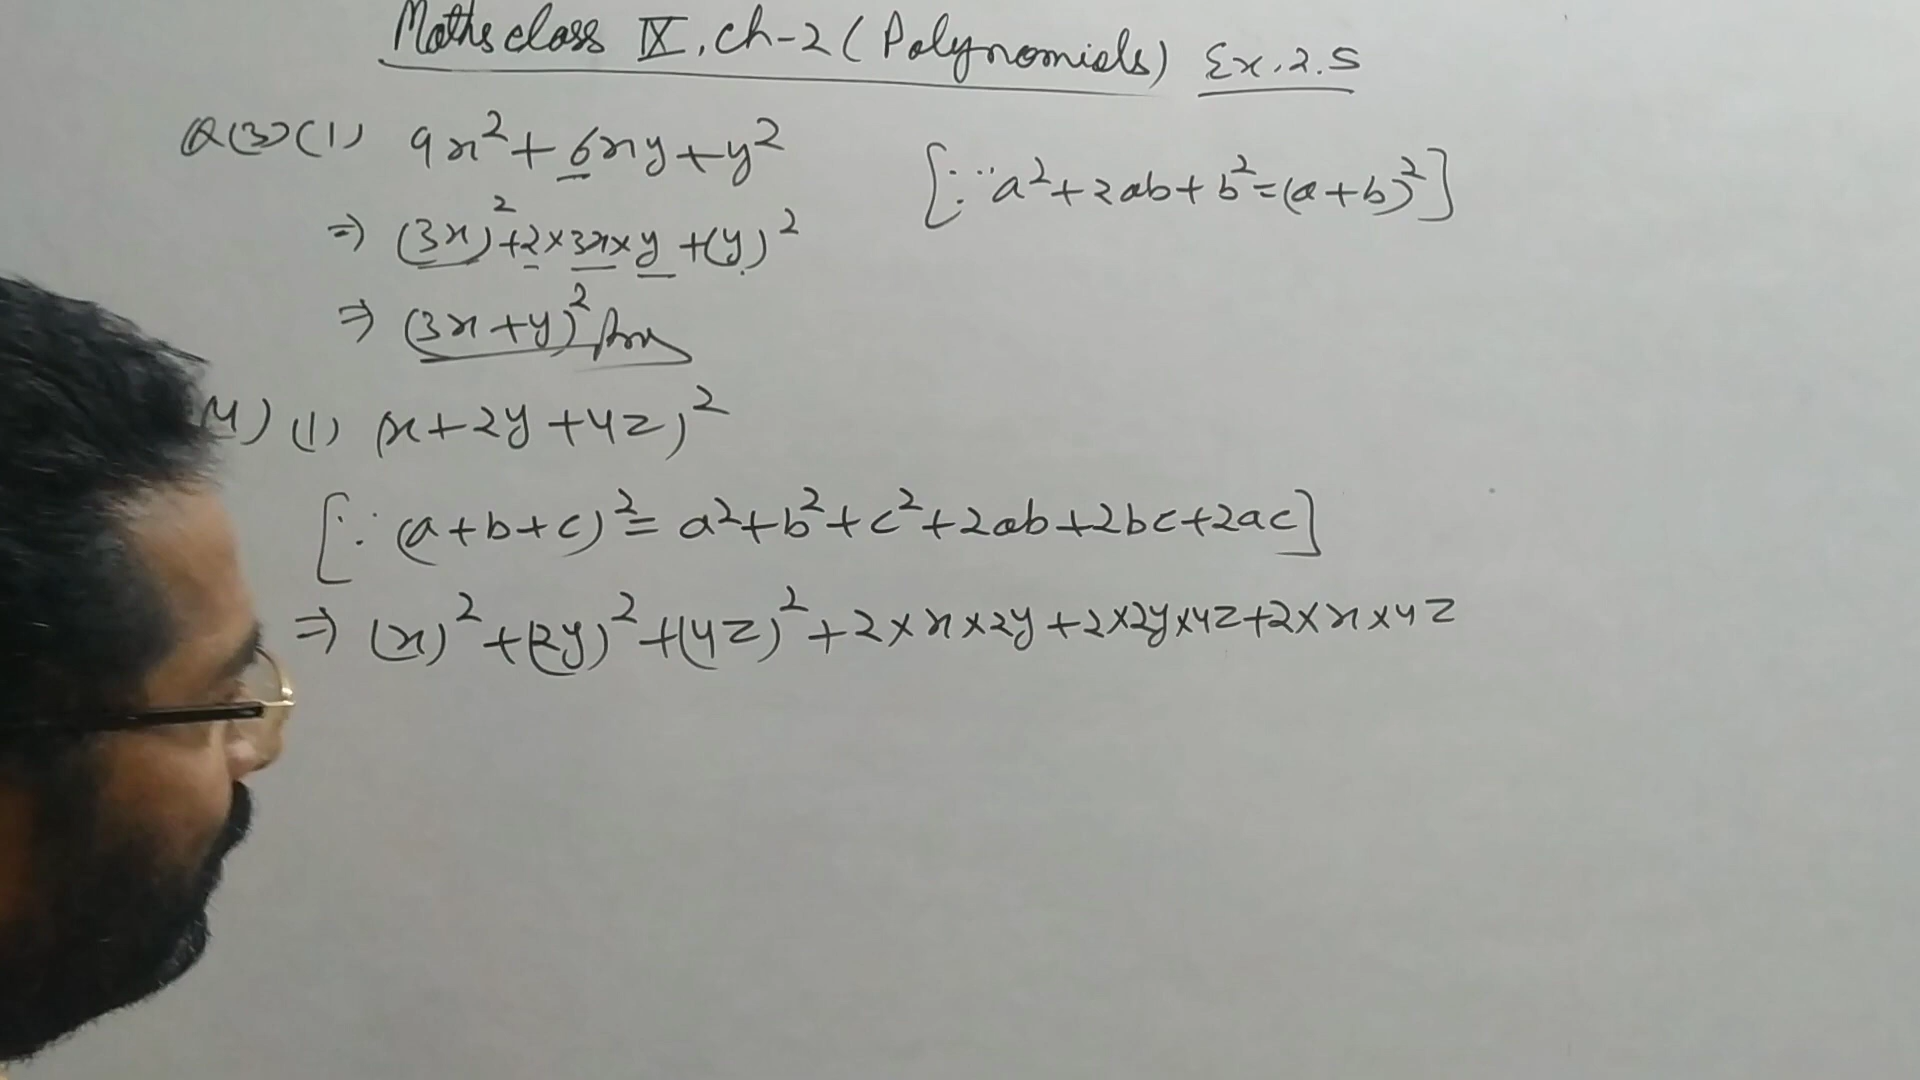 Maths class IX, Ch-2 (Polynomials) Ex. 2.5
Q(3)(1) 9x²+6xy+y² [∵ a²+2ab+b²=(a+b)²]
⇒ (3x)²+2×3x×y+(y)²
⇒ (3x+y)² Ans
4) (1) (x+2y+4z)²
[∵ (a+b+c)²= a²+b²+c²+2ab+2bc+2ac]
⇒ (x)²+(2y)²+(4z)²+2×x×2y+2×2y×4z+2×x×4z